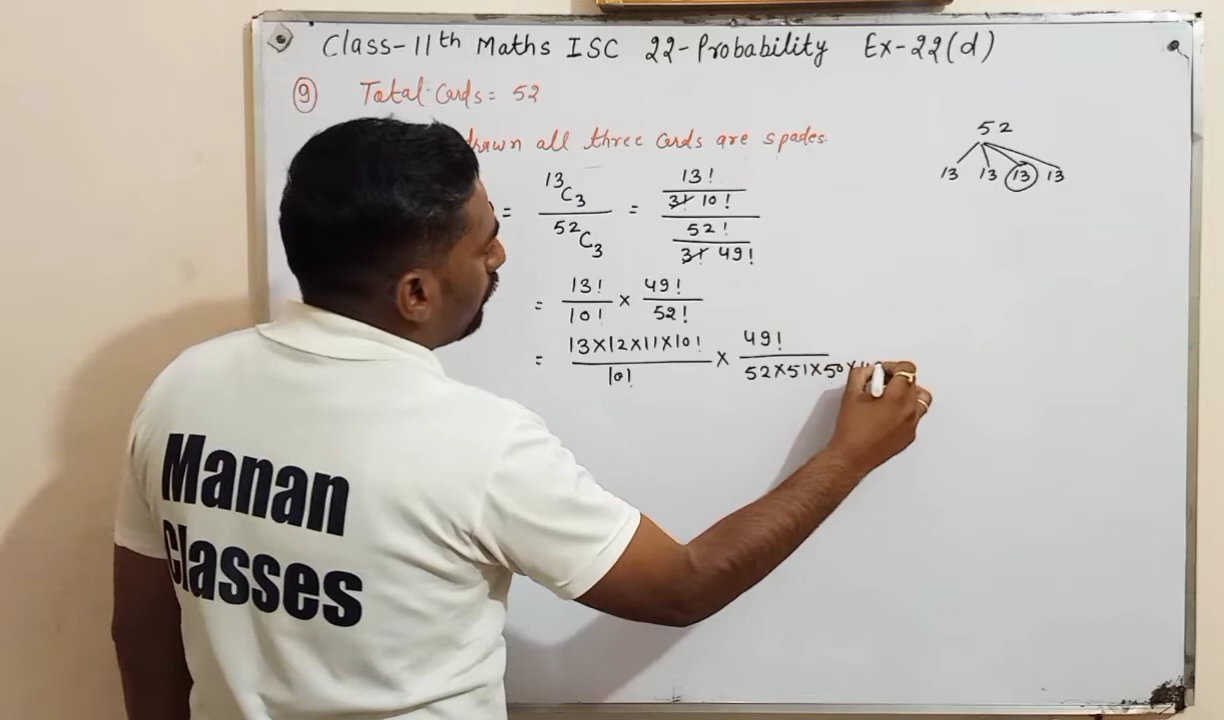 Class-11th Maths ISC 22-Probability Ex-22(d)
9 Total Cards = 52
drawn all three cards are spades
52
13 13 13 13
= 13C3 / 52C3 = (13! / 3! 10!) / (52! / 3! 49!)
= 13! / 10! × 49! / 52!
= 13×12×11×10! / 10! × 49! / 52×51×50×
Manan
Classes